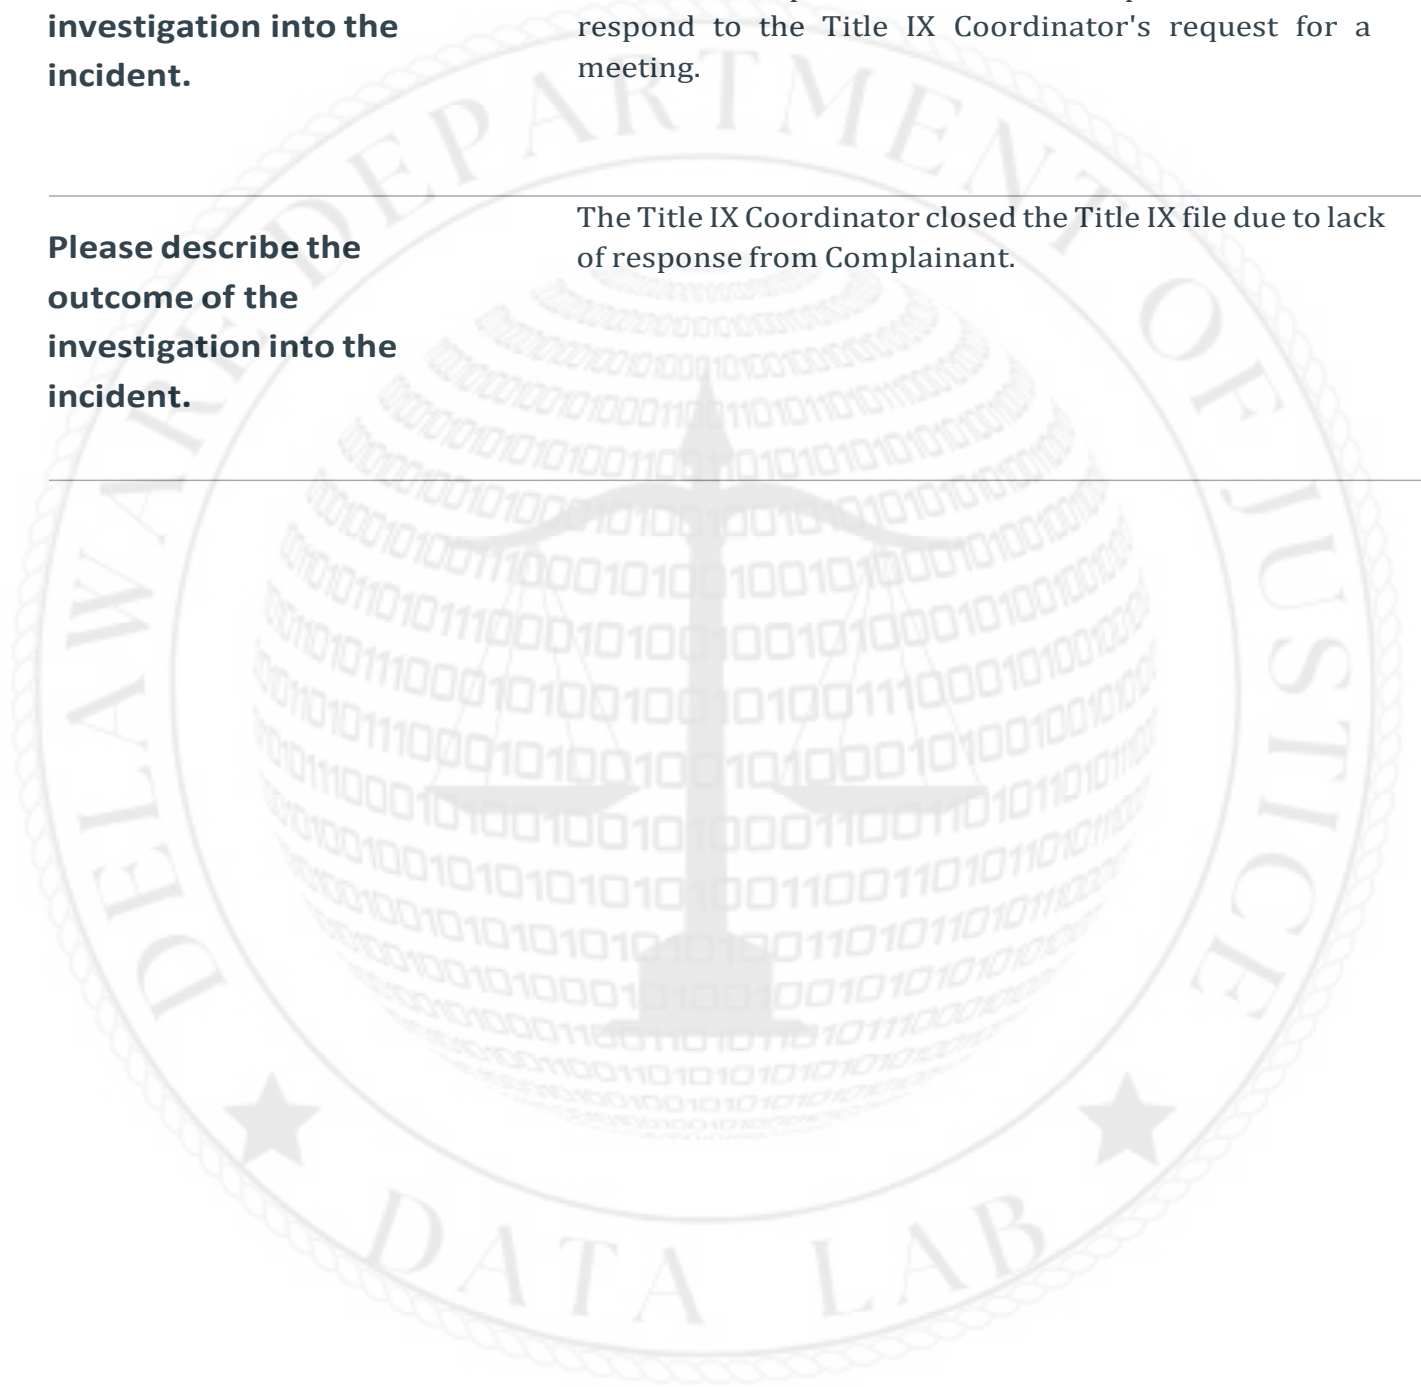 investigation into the
incident.
respond to the Title IX Coordinator's request for a
meeting.
Please describe the
outcome of the
investigation into the
incident.
The Title IX Coordinator closed the Title IX file due to lack
of response from Complainant.
DELAWARE DEPARTMENT OF JUSTICE
DATA LAB